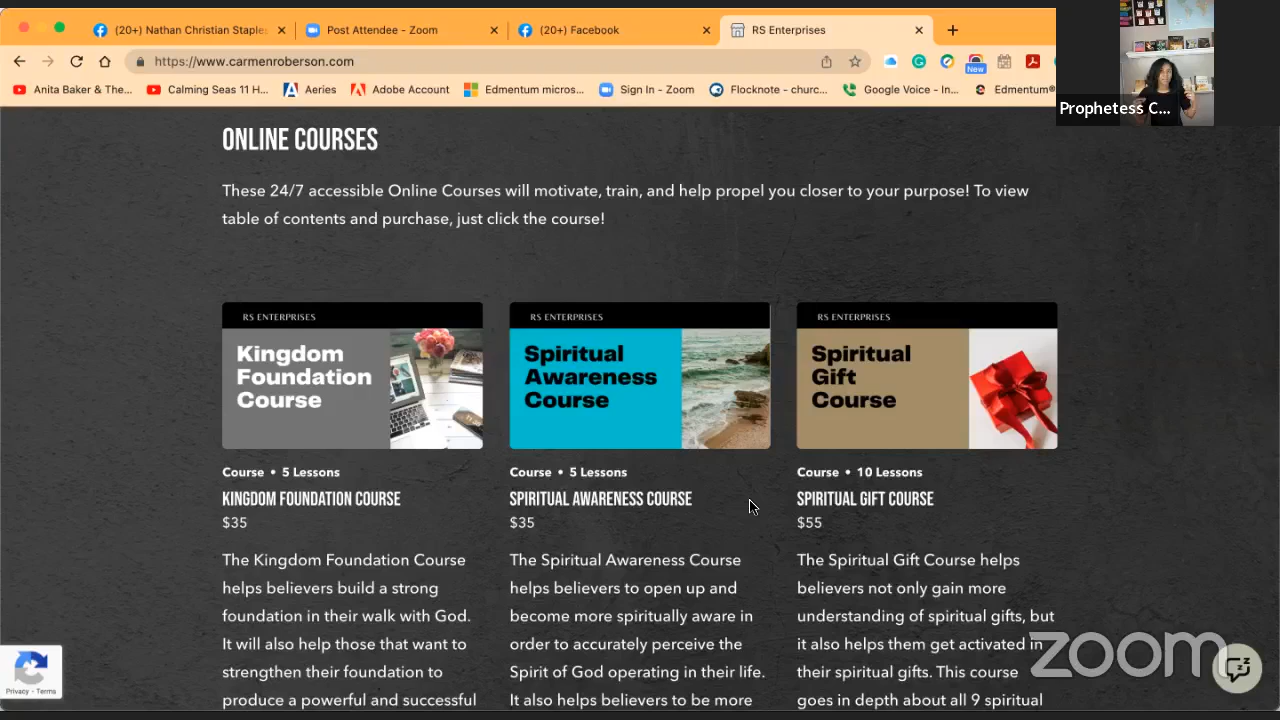 (20+) Nathan Christian Staple
Post Attendee - Zoom
(20+) Facebook
RS Enterprises
https://www.carmenroberson.com
New
Anita Baker & The...
Calming Seas 11 H...
Aeries
Adobe Account
Edmentum micros...
Sign In - Zoom
Flocknote - churc...
Google Voice - In...
Edmentum®
Prophetess C...
ONLINE COURSES
These 24/7 accessible Online Courses will motivate, train, and help propel you closer to your purpose! To view
table of contents and purchase, just click the course!
RS ENTERPRISES
Kingdom
Foundation
Course
Course • 5 Lessons
KINGDOM FOUNDATION COURSE
$35
The Kingdom Foundation Course
helps believers build a strong
foundation in their walk with God.
It will also help those that want to
strengthen their foundation to
produce a powerful and successful
RS ENTERPRISES
Spiritual
Awareness
Course
Course • 5 Lessons
SPIRITUAL AWARENESS COURSE
$35
The Spiritual Awareness Course
helps believers to open up and
become more spiritually aware in
order to accurately perceive the
Spirit of God operating in their life.
It also helps believers to be more
RS ENTERPRISES
Spiritual
Gift
Course
Course • 10 Lessons
SPIRITUAL GIFT COURSE
$55
The Spiritual Gift Course helps
believers not only gain more
understanding of spiritual gifts, but
it also helps them get activated in
their spiritual gifts. This course
goes in depth about all 9 spiritual
Privacy - Terms
zoom